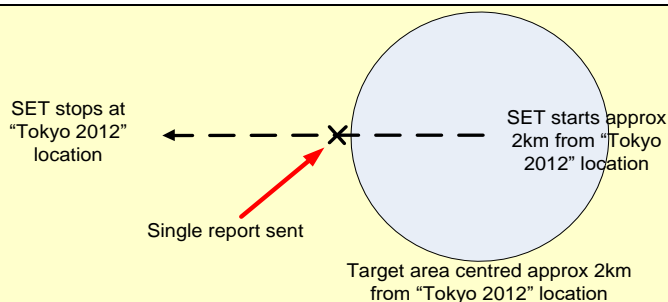 SET stops at
“Tokyo 2012”
location
SET starts approx
2km from “Tokyo
2012” location
Single report sent
Target area centred approx 2km
from “Tokyo 2012” location